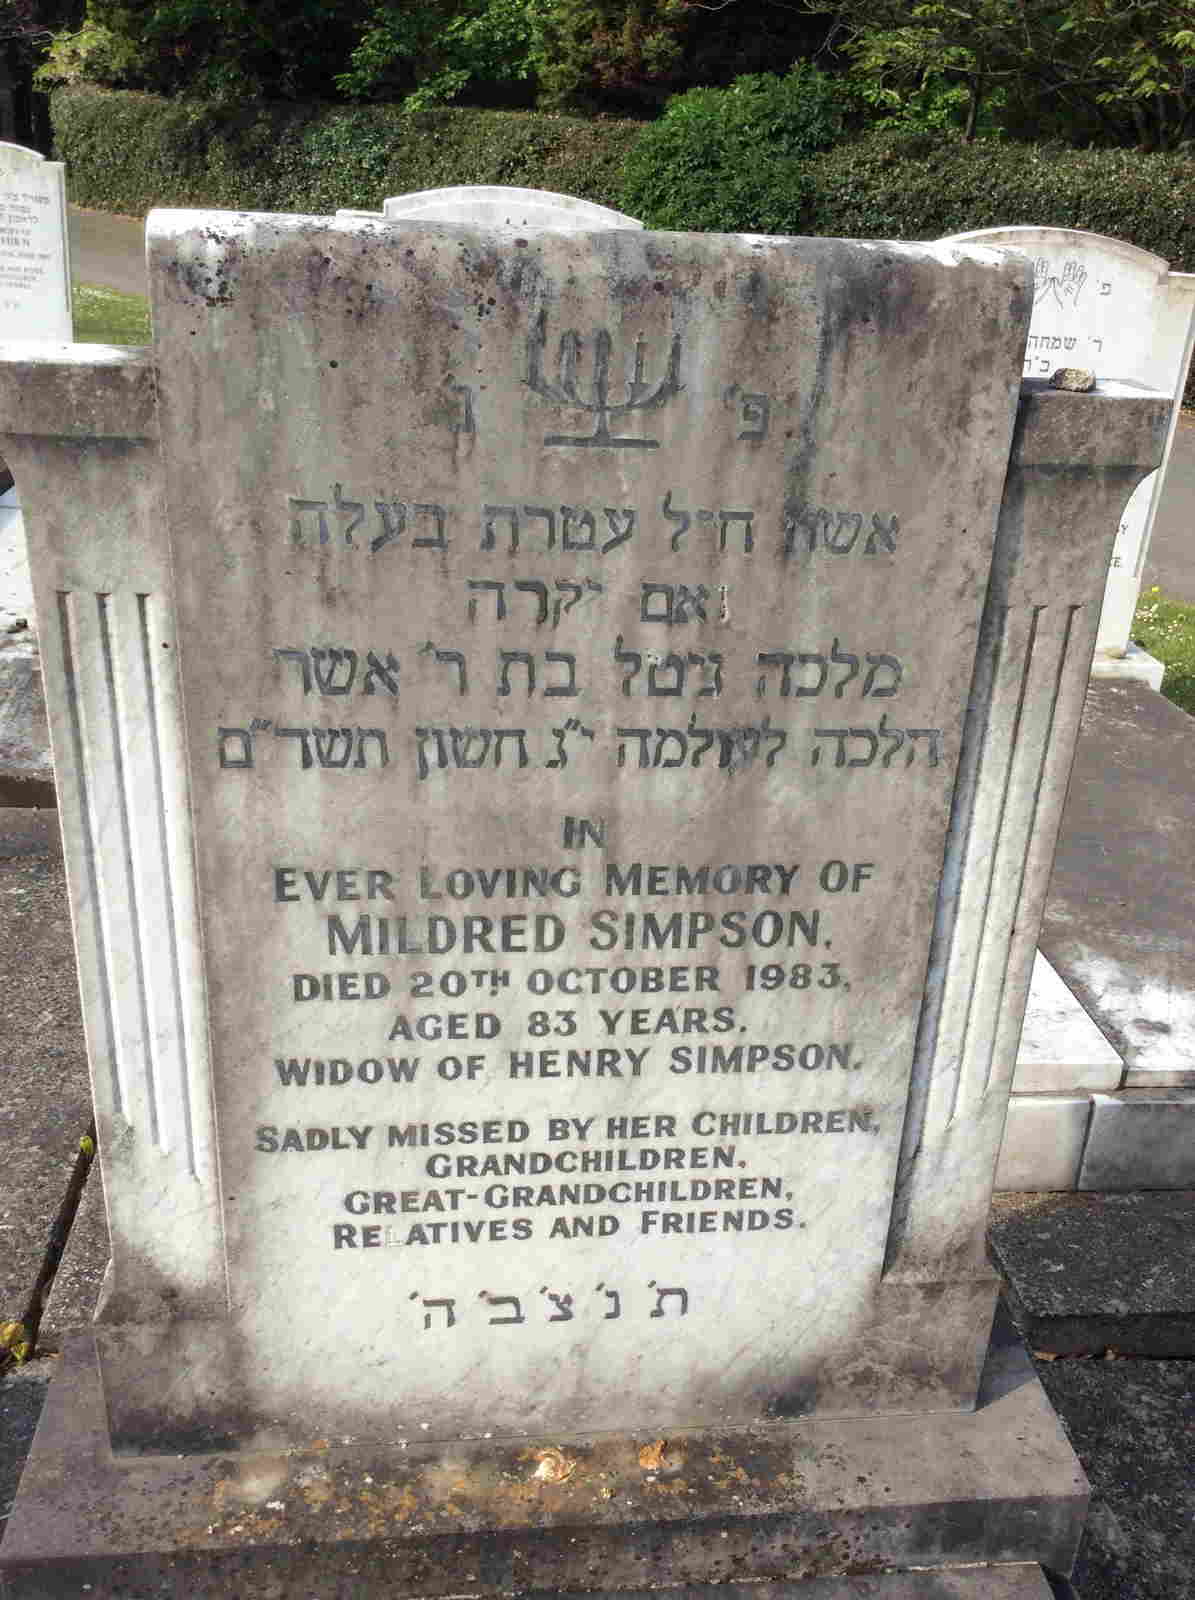 פ׳ נ׳
אשת חיל עטרת בעלה
ואם יקרה
מלכה גיטל בת ר׳ אשר
הלכה לעולמה י״ג חשון תשד״ם
IN
EVER LOVING MEMORY OF
MILDRED SIMPSON,
DIED 20TH OCTOBER 1983,
AGED 83 YEARS.
WIDOW OF HENRY SIMPSON.
SADLY MISSED BY HER CHILDREN,
GRANDCHILDREN,
GREAT-GRANDCHILDREN,
RELATIVES AND FRIENDS.
ת׳ נ׳ צ׳ ב׳ ה׳
פ׳
ר׳ שמחה